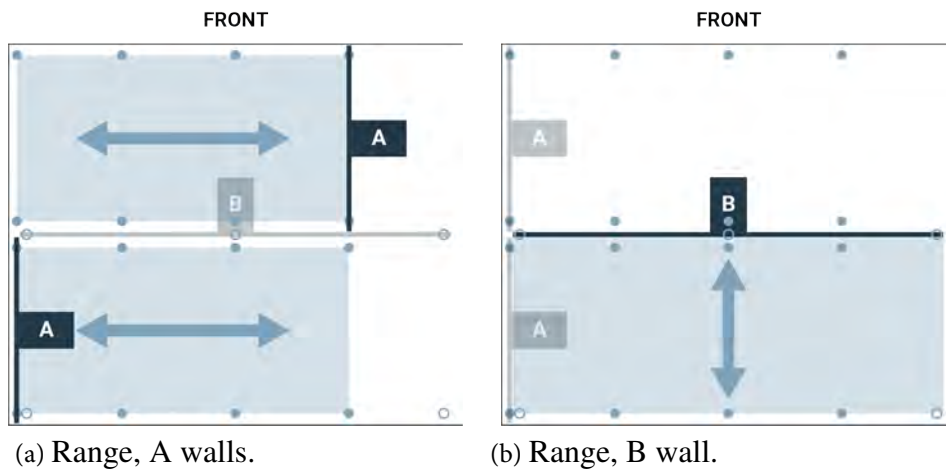 FRONT
A
B
A
(a) Range, A walls.
FRONT
A
B
A
(b) Range, B wall.